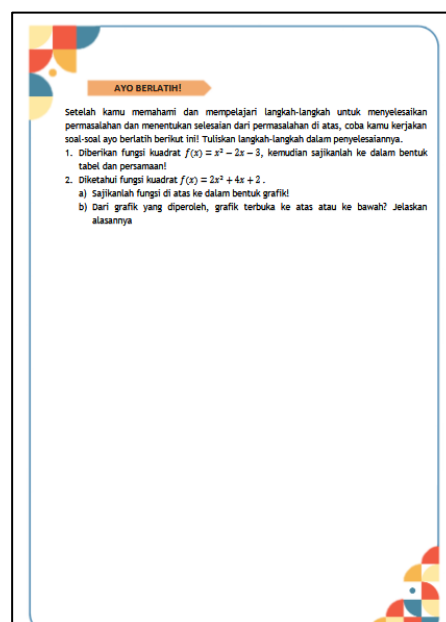 AYO BERLATIH!
Setelah kamu memahami dan mempelajari langkah-langkah untuk menyelesaikan
permasalahan dan menentukan selesaian dari permasalahan di atas, coba kamu kerjakan
soal-soal ayo berlatih berikut ini! Tuliskan langkah-langkah dalam penyelesaiannya.
1. Diberikan fungsi kuadrat f(x) = x² − 2x − 3, kemudian sajikanlah ke dalam bentuk
tabel dan persamaan!
2. Diketahui fungsi kuadrat f(x) = 2x² + 4x + 2 .
a) Sajikanlah fungsi di atas ke dalam bentuk grafik!
b) Dari grafik yang diperoleh, grafik terbuka ke atas atau ke bawah? Jelaskan
alasannya